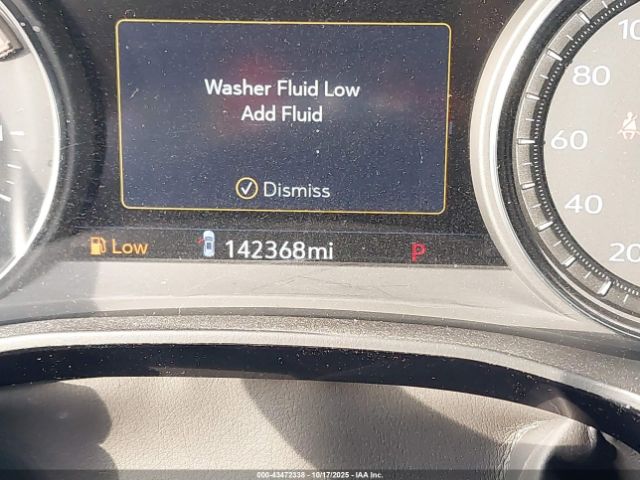 Washer Fluid Low
Add Fluid
Dismiss
Low
142368mi
P
10
80
60
40
20
000-43472338 | 10/17/2025 | IAA Inc.